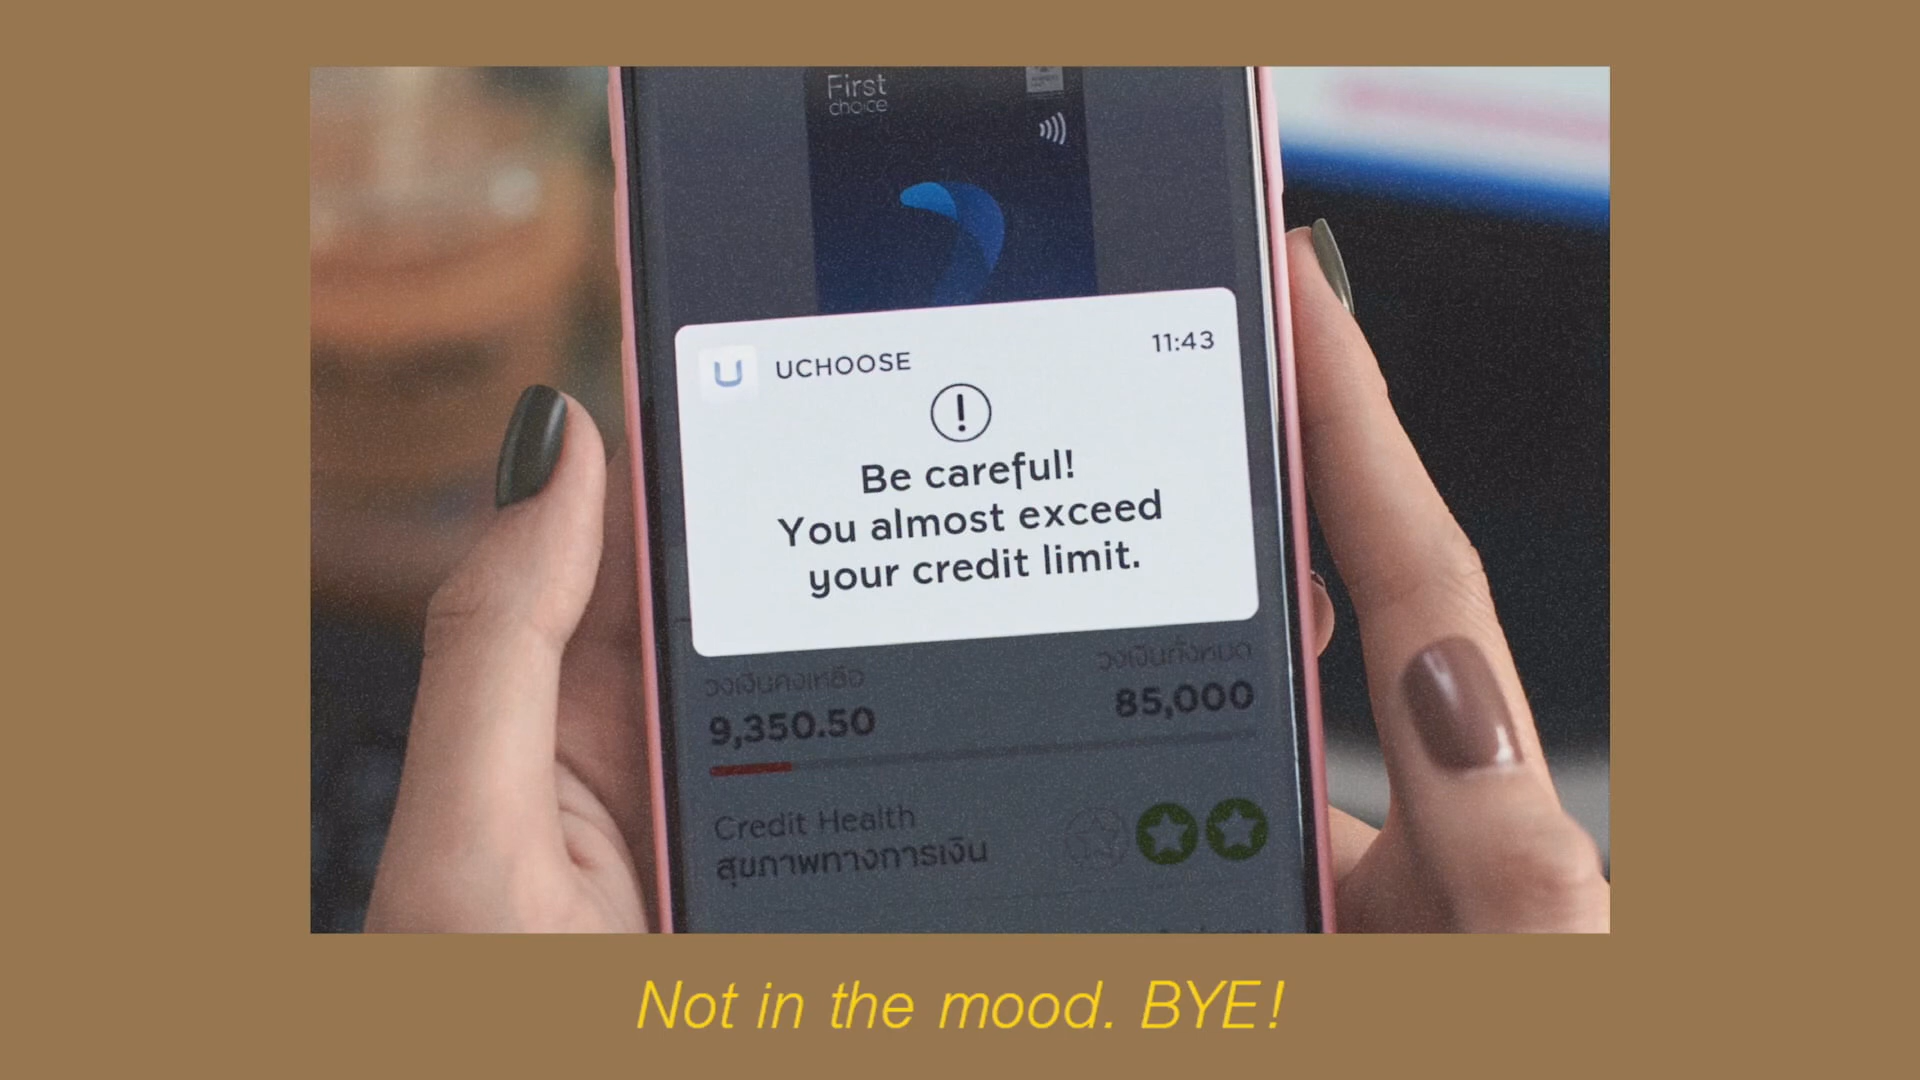 First
choice
UCHOOSE
11:43
!
Be careful!
You almost exceed
your credit limit.
วงเงินคงเหลือ
วงเงินทั้งหมด
9,350.50
85,000
Credit Health
สุขภาพทางการเงิน
Not in the mood. BYE!